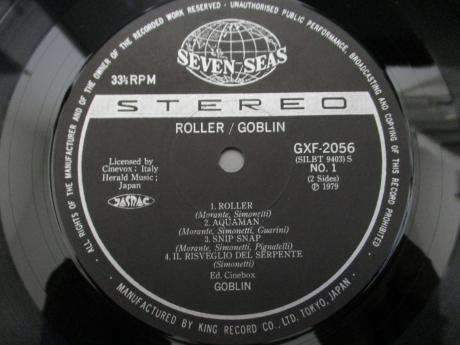 ALL RIGHTS OF THE MANUFACTURER AND OF THE OWNER OF THE RECORDED WORK RESERVED · UNAUTHORISED PUBLIC PERFORMANCE, BROADCASTING AND COPYING OF THIS RECORD PROHIBITED
SEVEN-SEAS
33⅓ RPM
STEREO
ROLLER / GOBLIN
Licensed by
Cinevox : Italy
Herald Music ;
Japan
JASRAC
GXF-2056
(SILBT 9403) S
NO. 1
(2 Sides)
Ⓟ 1979
1. ROLLER
(Morante, Simonetti)
2. AQUAMAN
(Morante, Simonetti, Guarini)
3. SNIP SNAP
(Morante, Simonetti, Pignatelli)
4. IL RISVEGLIO DEL SERPENTE
(Simonetti)
Ed. Cinebox
GOBLIN
· MANUFACTURED BY KING RECORD CO., LTD. TOKYO, JAPAN ·